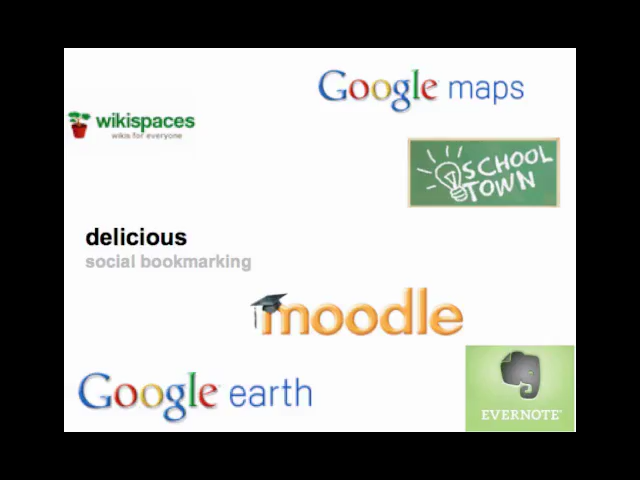 Google maps
wikispaces
wikis for everyone
SCHOOL
TOWN
delicious
social bookmarking
moodle
Google earth
EVERNOTE